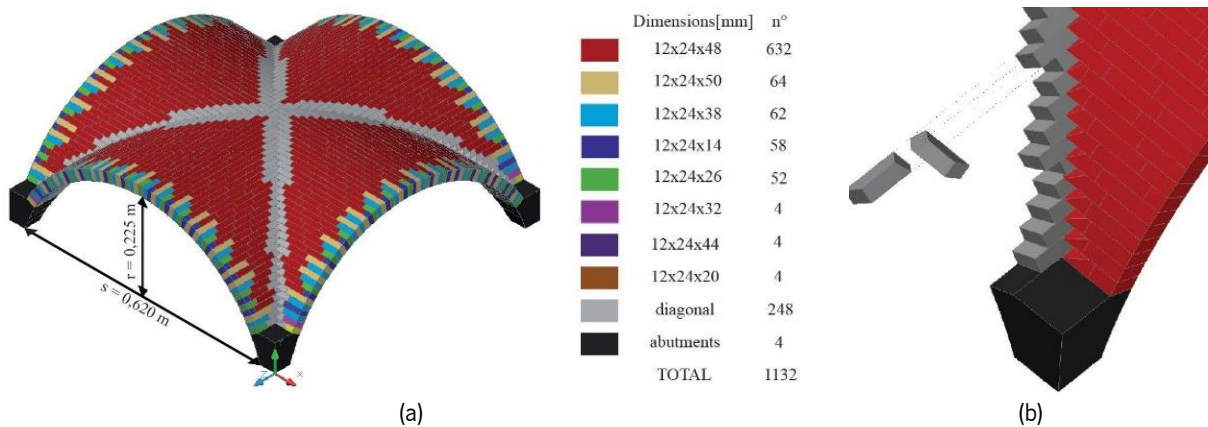 r = 0,225 m
s = 0,620 m
Z
X
Dimensions[mm] n°
12x24x48 632
12x24x50 64
12x24x38 62
12x24x14 58
12x24x26 52
12x24x32 4
12x24x44 4
12x24x20 4
diagonal 248
abutments 4
TOTAL 1132
(a)
(b)